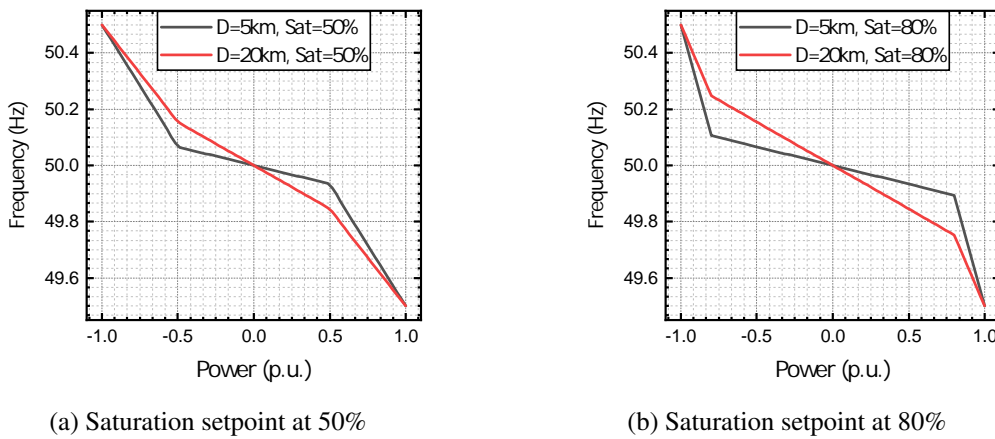 D=5km, Sat=50%
D=20km, Sat=50%
50.4
50.2
50.0
49.8
49.6
Frequency (Hz)
-1.0 -0.5 0.0 0.5 1.0
Power (p.u.)
(a) Saturation setpoint at 50%
D=5km, Sat=80%
D=20km, Sat=80%
50.4
50.2
50.0
49.8
49.6
Frequency (Hz)
-1.0 -0.5 0.0 0.5 1.0
Power (p.u.)
(b) Saturation setpoint at 80%